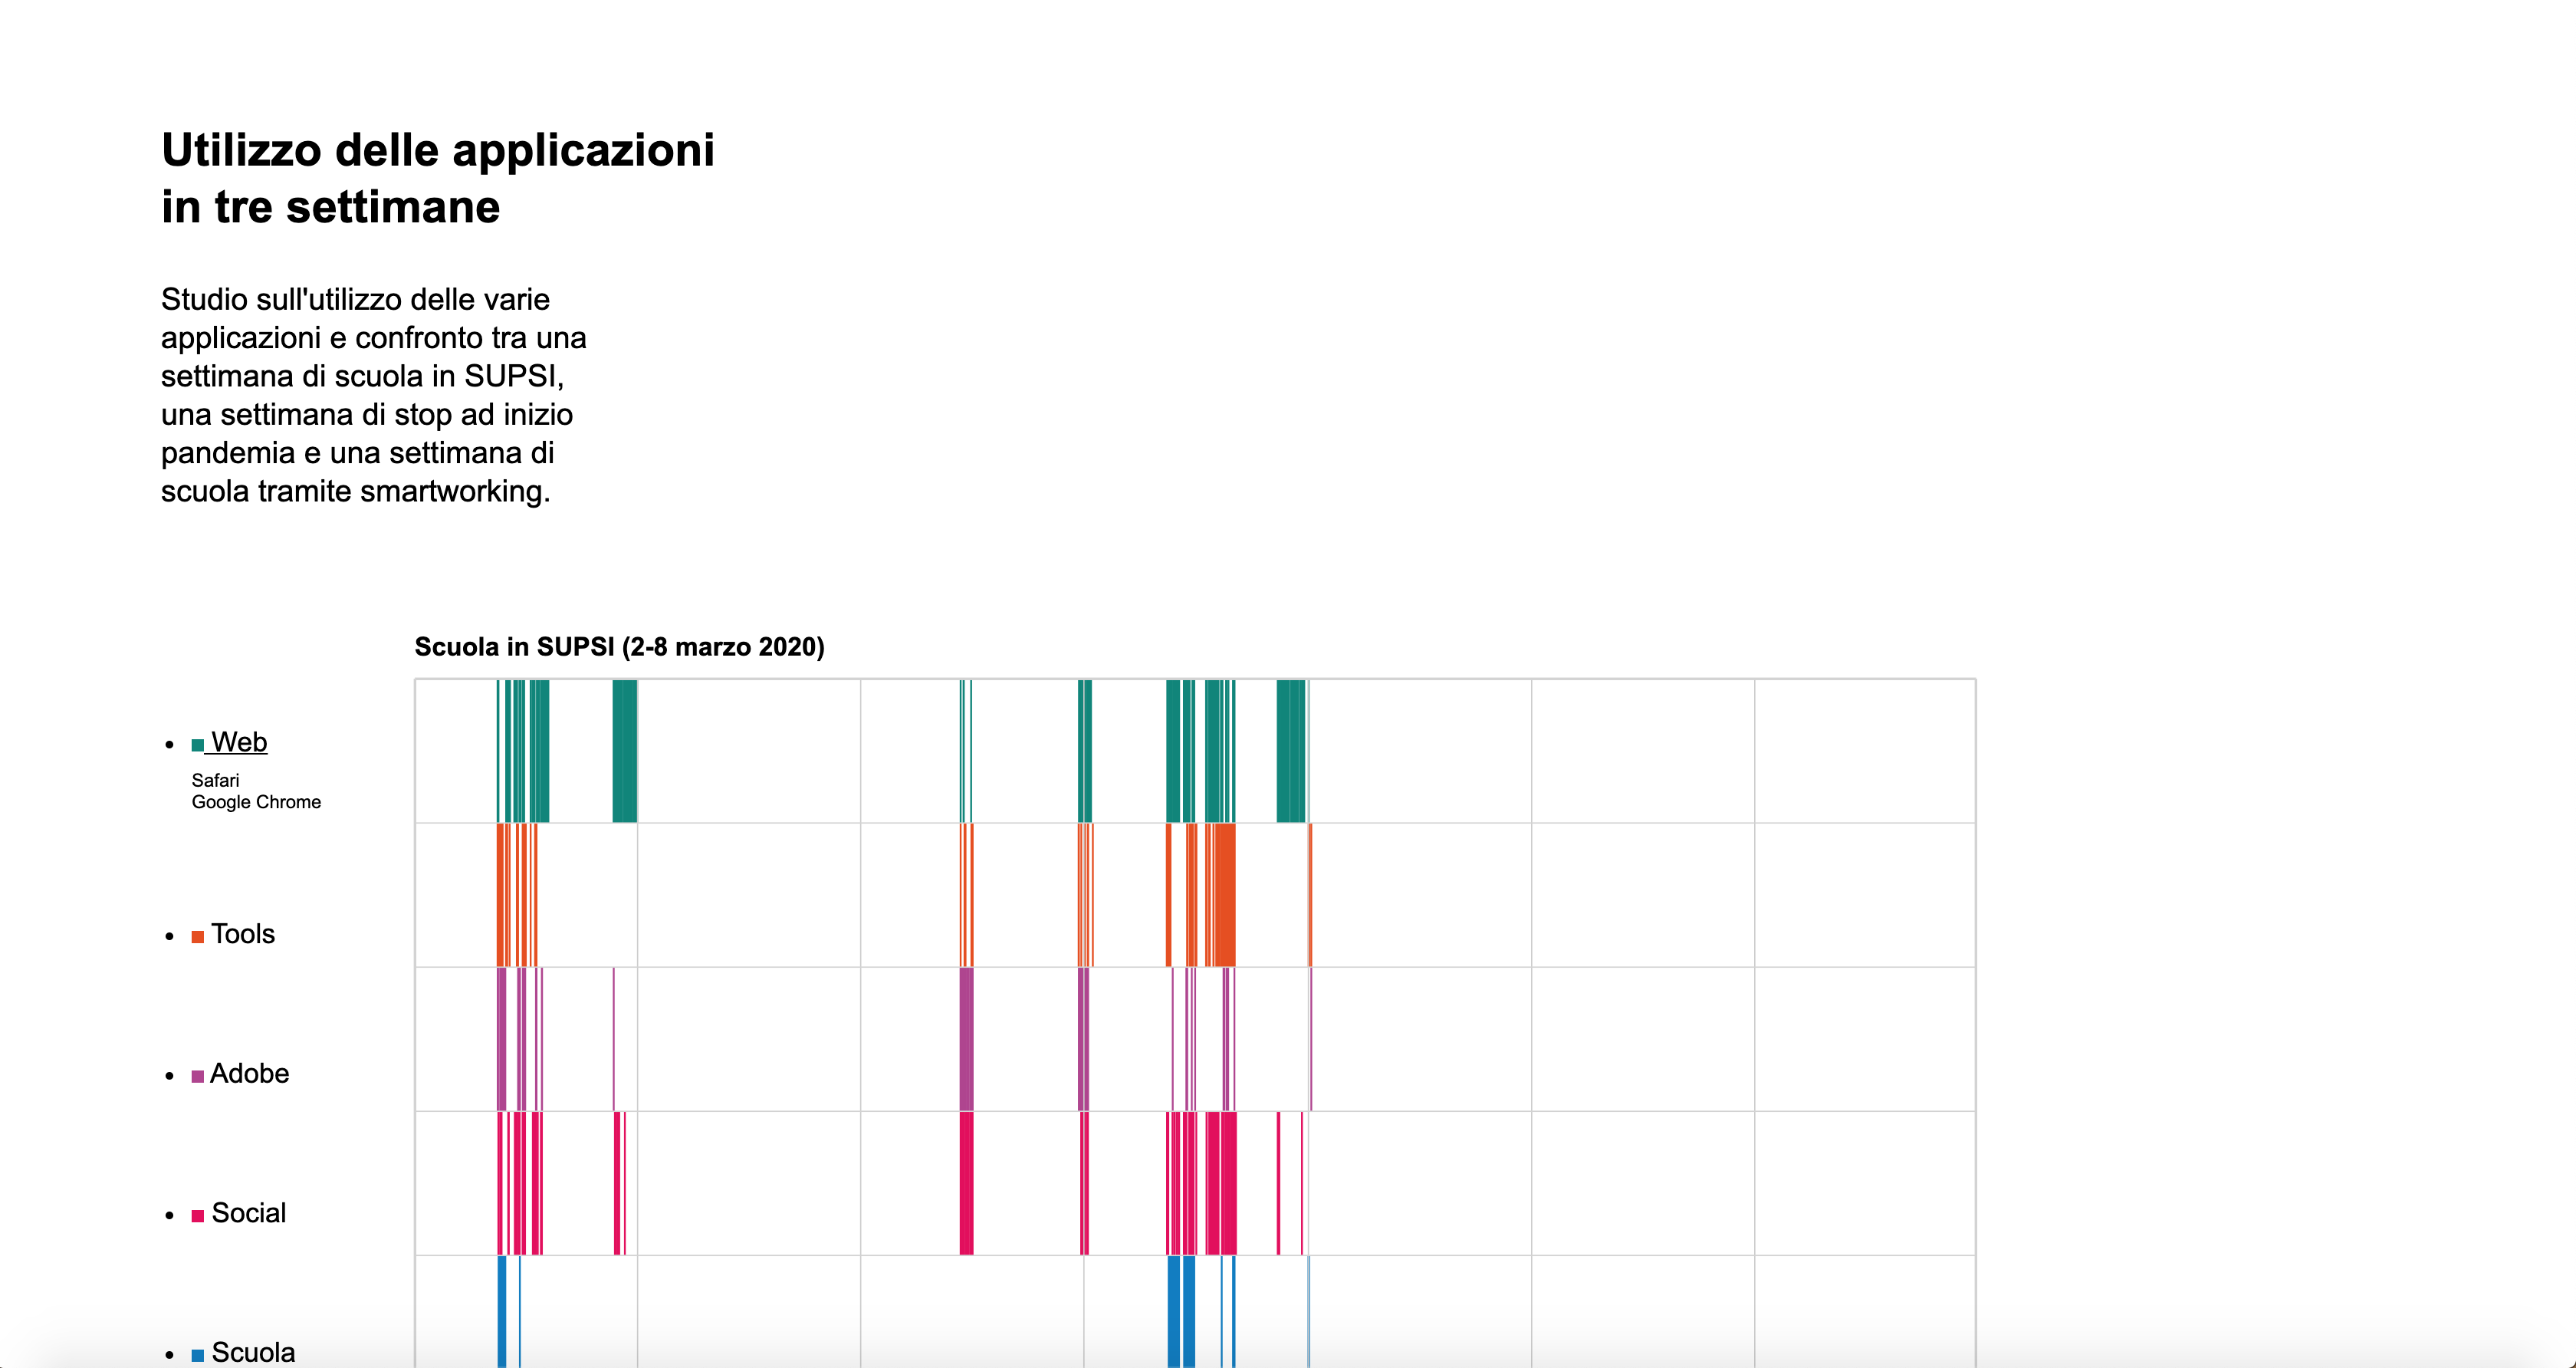 Utilizzo delle applicazioni
in tre settimane
Studio sull'utilizzo delle varie
applicazioni e confronto tra una
settimana di scuola in SUPSI,
una settimana di stop ad inizio
pandemia e una settimana di
scuola tramite smartworking.
Scuola in SUPSI (2-8 marzo 2020)
Web
Safari
Google Chrome
Tools
Adobe
Social
Scuola